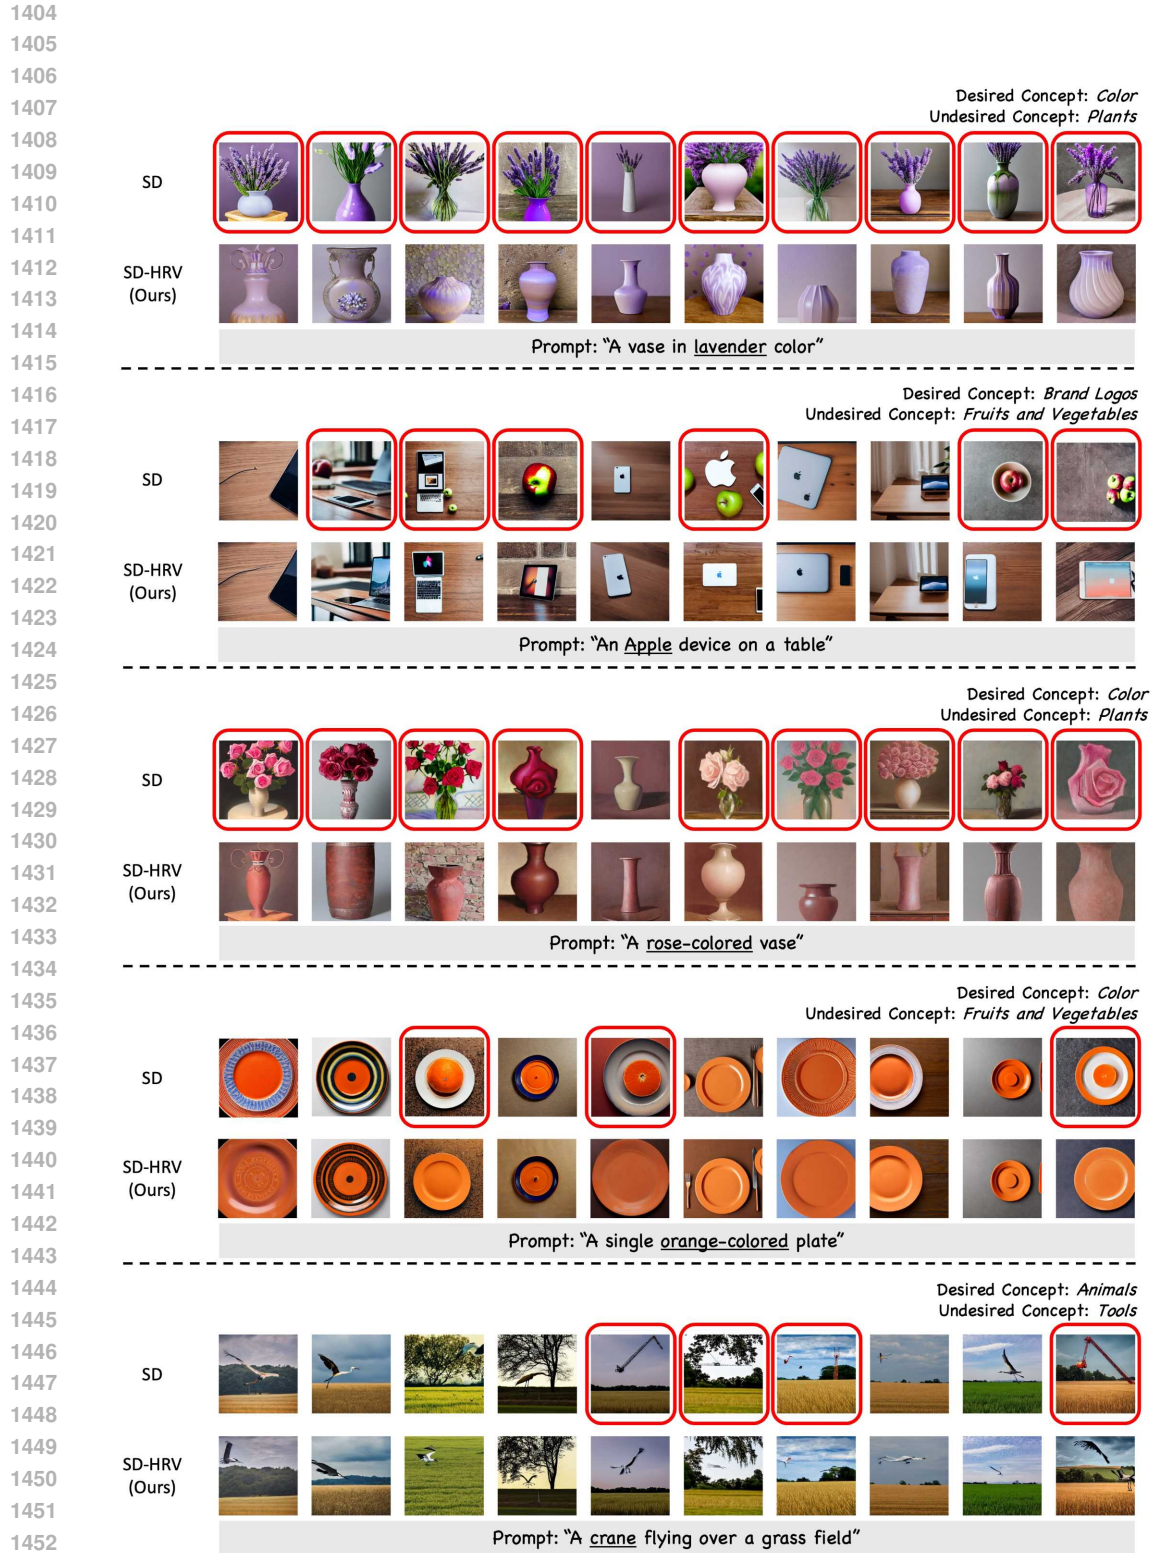 1404
1405
1406
1407
1408
1409
1410
1411
1412
1413
1414
1415
1416
1417
1418
1419
1420
1421
1422
1423
1424
1425
1426
1427
1428
1429
1430
1431
1432
1433
1434
1435
1436
1437
1438
1439
1440
1441
1442
1443
1444
1445
1446
1447
1448
1449
1450
1451
1452
Desired Concept: Color
Undesired Concept: Plants
SD
SD-HRV
(Ours)
Prompt: “A vase in lavender color”
Desired Concept: Brand Logos
Undesired Concept: Fruits and Vegetables
SD
SD-HRV
(Ours)
Prompt: “An Apple device on a table”
Desired Concept: Color
Undesired Concept: Plants
SD
SD-HRV
(Ours)
Prompt: “A rose-colored vase”
Desired Concept: Color
Undesired Concept: Fruits and Vegetables
SD
SD-HRV
(Ours)
Prompt: “A single orange-colored plate”
Desired Concept: Animals
Undesired Concept: Tools
SD
SD-HRV
(Ours)
Prompt: “A crane flying over a grass field”